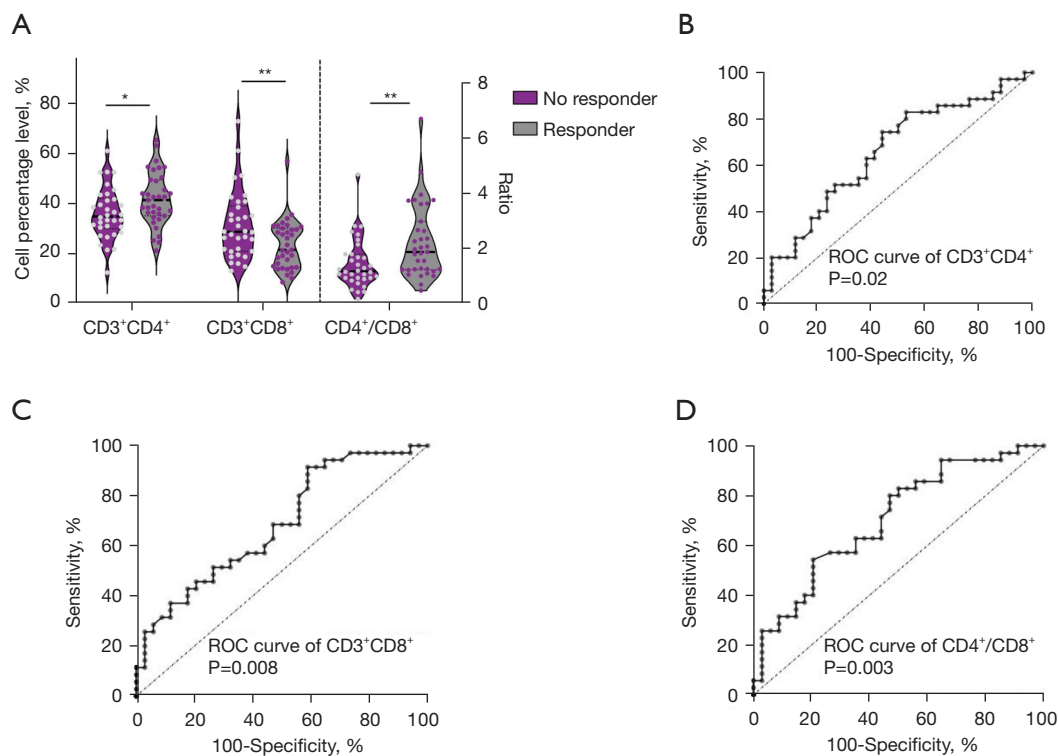 A
Cell percentage level, %
80
60
40
20
0
*
**
**
8
6
4
2
0
Ratio
CD3⁺CD4⁺
CD3⁺CD8⁺
CD4⁺/CD8⁺
No responder
Responder
B
Sensitivity, %
100
80
60
40
20
0
ROC curve of CD3⁺CD4⁺
P=0.02
0 20 40 60 80 100
100-Specificity, %
C
Sensitivity, %
100
80
60
40
20
0
ROC curve of CD3⁺CD8⁺
P=0.008
0 20 40 60 80 100
100-Specificity, %
D
Sensitivity, %
100
80
60
40
20
0
ROC curve of CD4⁺/CD8⁺
P=0.003
0 20 40 60 80 100
100-Specificity, %